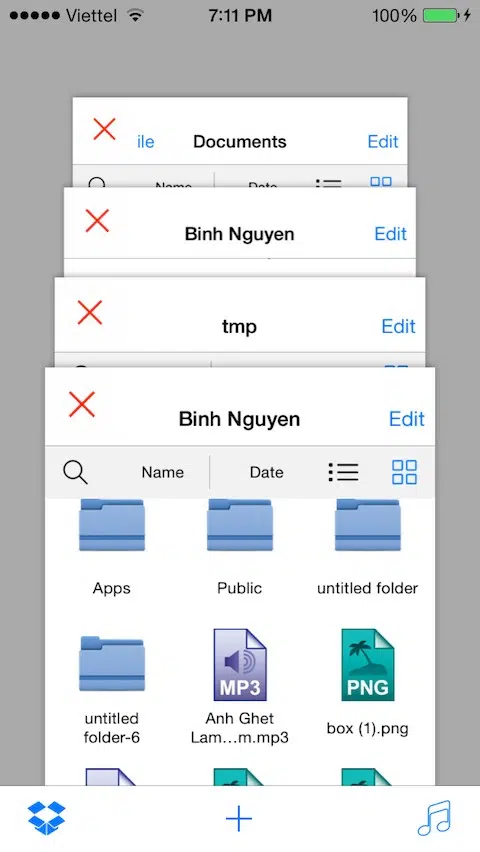 Viettel 7:11 PM 100%
ile Documents Edit
Name Date
Binh Nguyen Edit
tmp Edit
Binh Nguyen Edit
Name Date
Apps Public untitled folder
MP3 PNG
untitled folder-6
Anh Ghet Lam...m.mp3
box (1).png